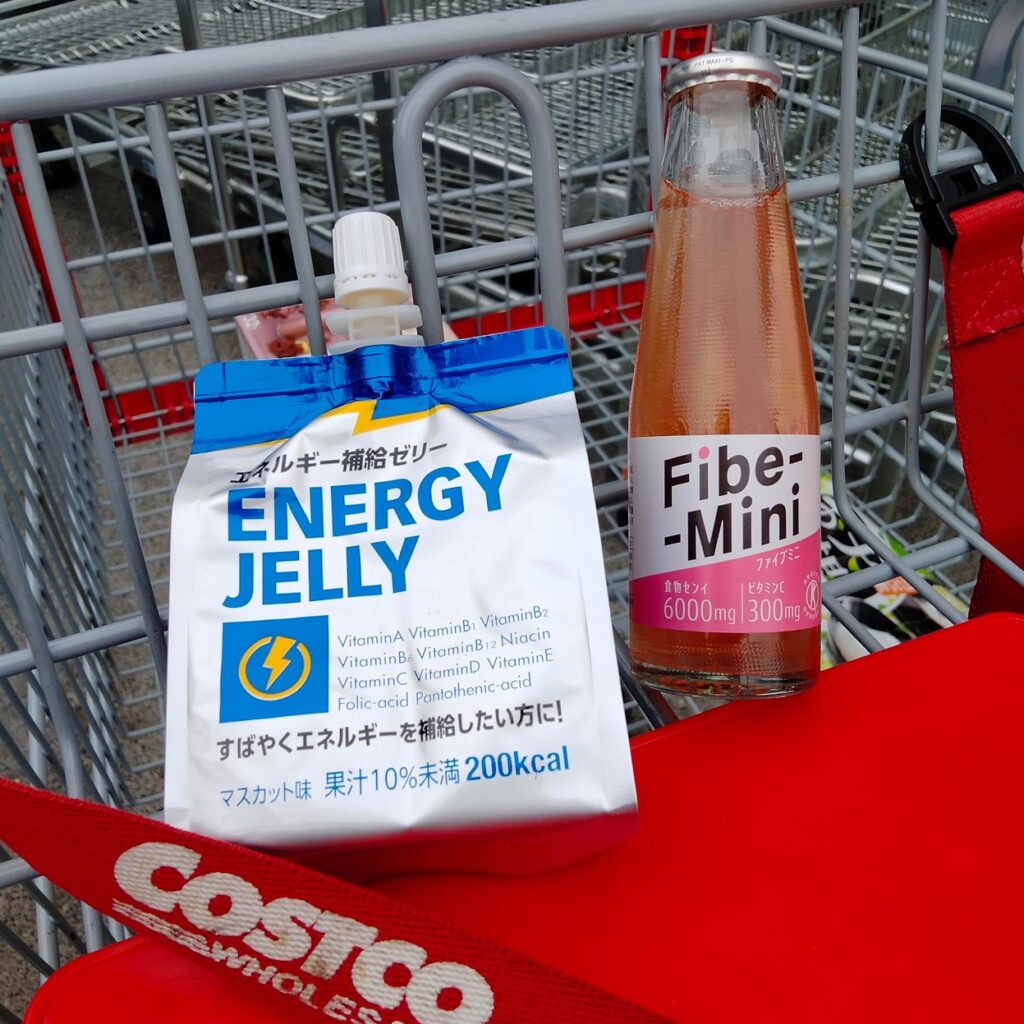 エネルギー補給ゼリー
ENERGY
JELLY
VitaminA VitaminB1 VitaminB2
VitaminB6 VitaminB12 Niacin
VitaminC VitaminD VitaminE
Folic-acid Pantothenic-acid
すばやくエネルギーを補給したい方に!
マスカット味 果汁10%未満 200kcal
FA3 MAXI-PG
Fibe-
-Mini
ファイブミニ
食物センイ
6000mg
ビタミンC
300mg
COSTCO
WHOLES